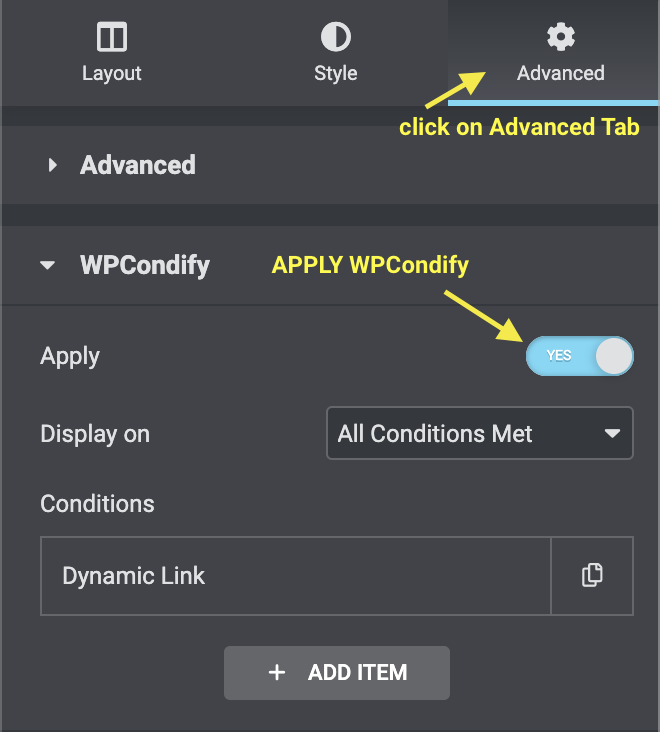 Layout Style Advanced
click on Advanced Tab
Advanced
WPCondify APPLY WPCondify
Apply YES
Display on All Conditions Met
Conditions
Dynamic Link
+ ADD ITEM